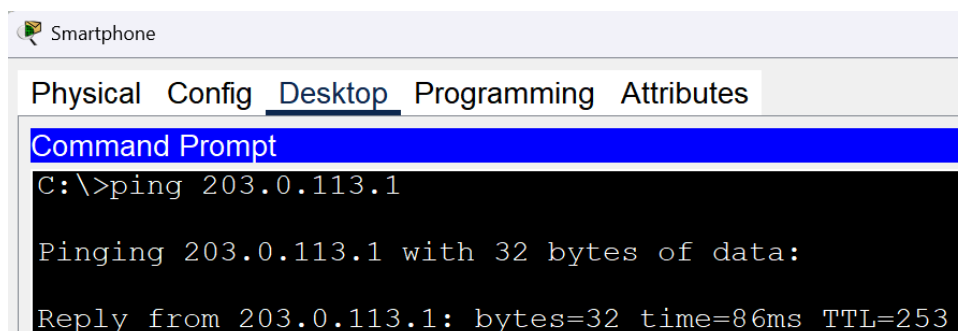 Smartphone
Physical Config Desktop Programming Attributes
Command Prompt
C:\>ping 203.0.113.1
Pinging 203.0.113.1 with 32 bytes of data:
Reply from 203.0.113.1: bytes=32 time=86ms TTL=253